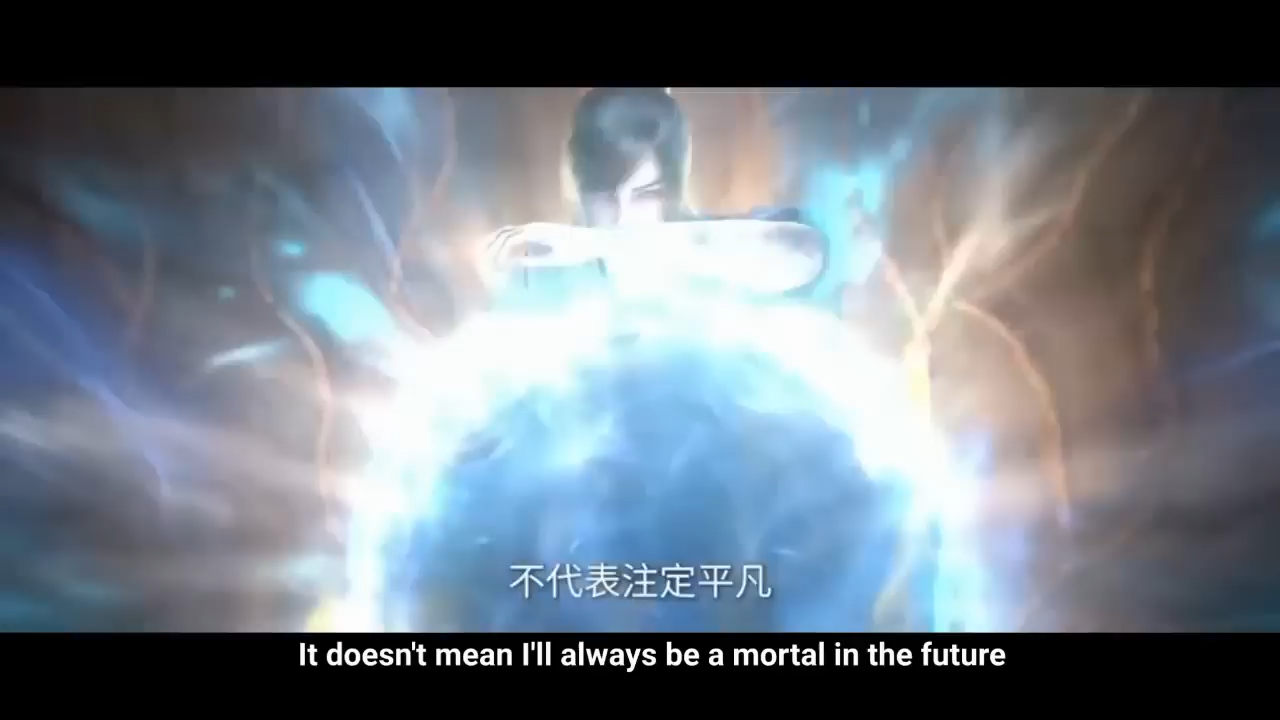 不代表注定平凡
It doesn't mean I'll always be a mortal in the future